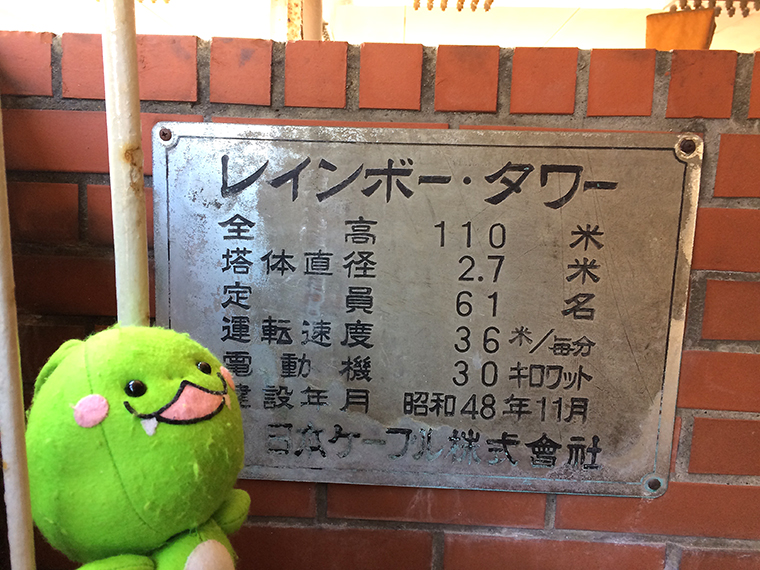 レインボー・タワー
全高 110 米
塔体直径 2.7 米
定員 61 名
運転速度 36 米/毎分
電動機 30 キロワット
建設年月 昭和48年11月
ケーブル株式會社